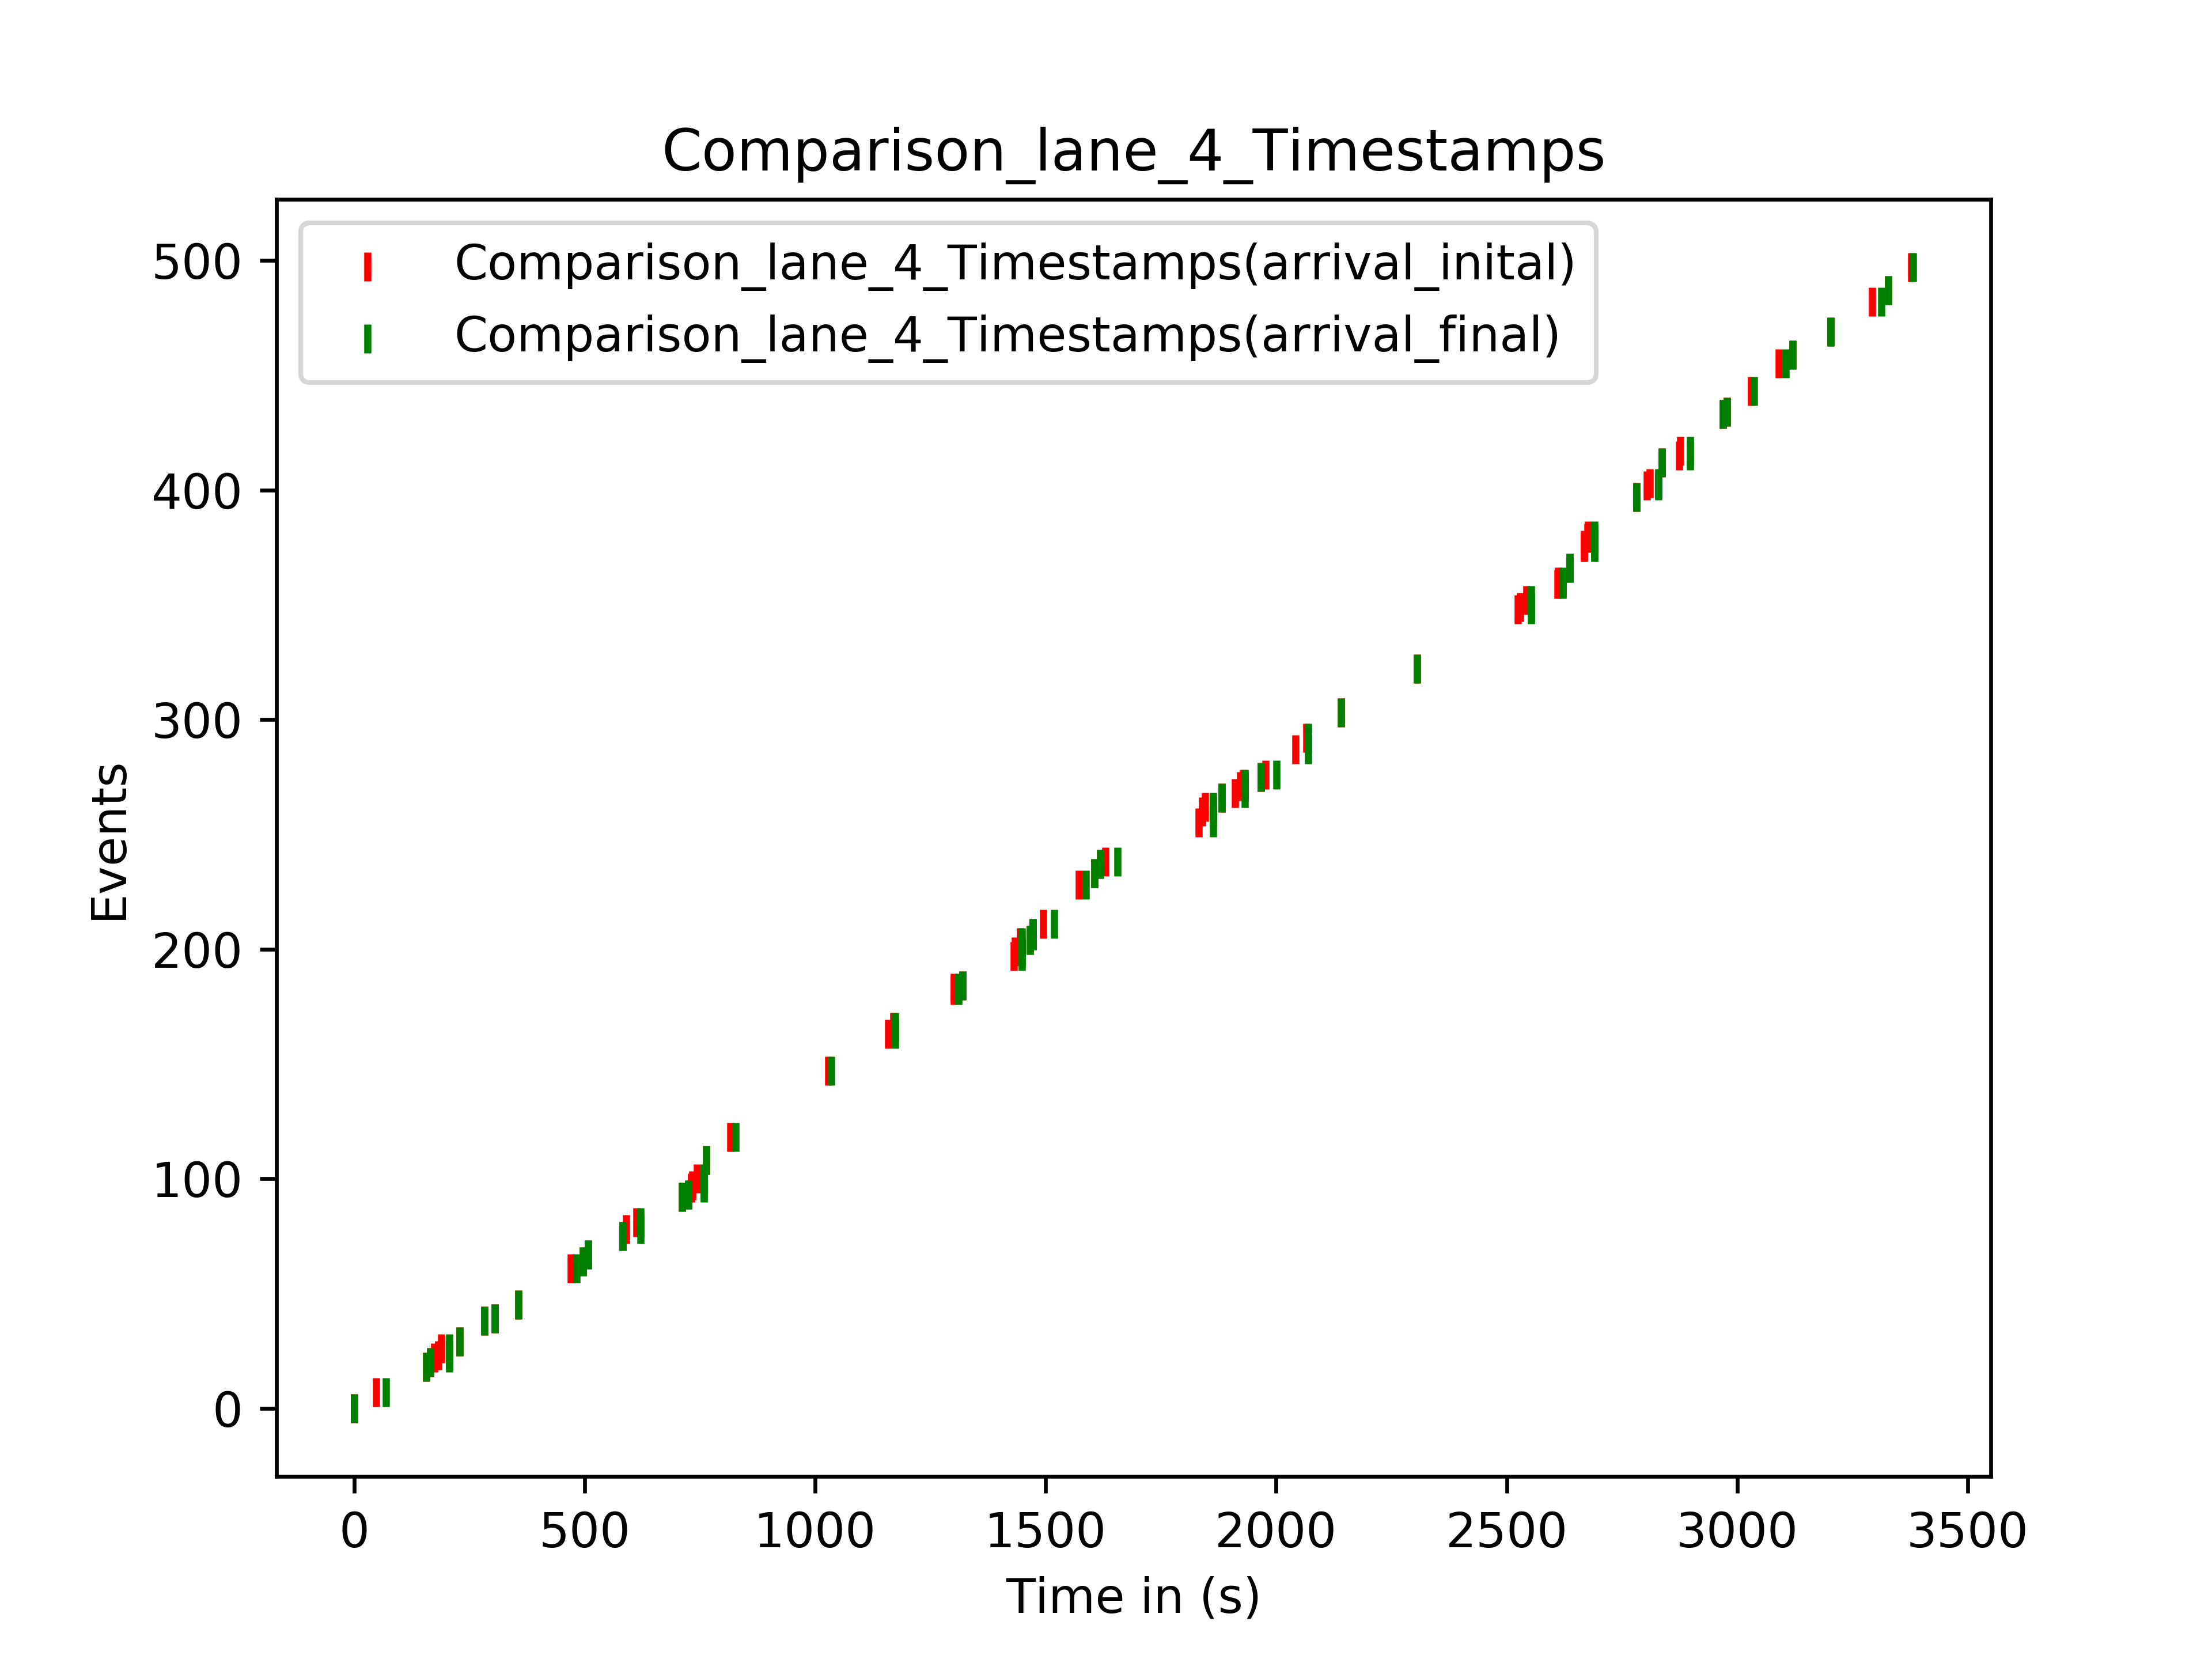 Comparison_lane_4_Timestamps
Comparison_lane_4_Timestamps(arrival_inital)
Comparison_lane_4_Timestamps(arrival_final)
500
400
300
200
100
0
Events
0 500 1000 1500 2000 2500 3000 3500
Time in (s)